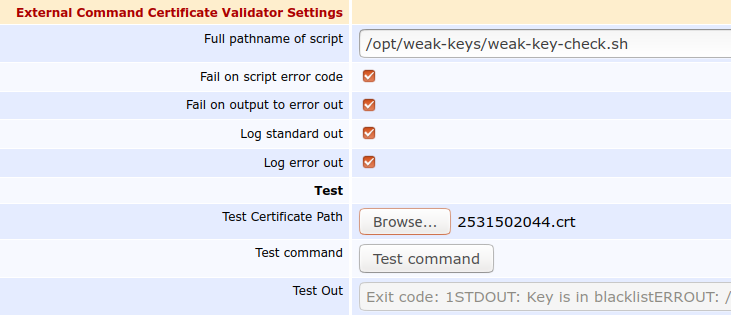 External Command Certificate Validator Settings
Full pathname of script /opt/weak-keys/weak-key-check.sh
Fail on script error code
Fail on output to error out
Log standard out
Log error out
Test
Test Certificate Path Browse... 2531502044.crt
Test command Test command
Test Out Exit code: 1STDOUT: Key is in blacklistERROUT: /